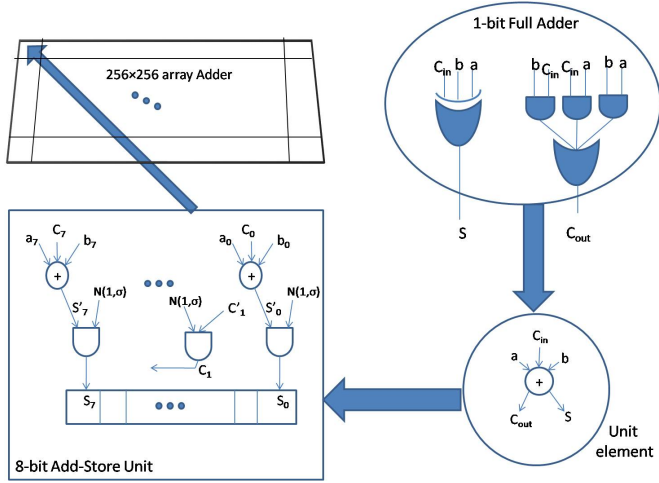 1-bit Full Adder
256×256 array Adder
C_in b a
b C_in C_in a b a
S
C_out
C_7
a_7 b_7
+
C_0
a_0 b_0
+
N(1,σ)
S'_7
N(1,σ)
C'_1
S'_0
N(1,σ)
C_1
S_7
S_0
8-bit Add-Store Unit
C_in
a b
+
C_out S
Unit
element